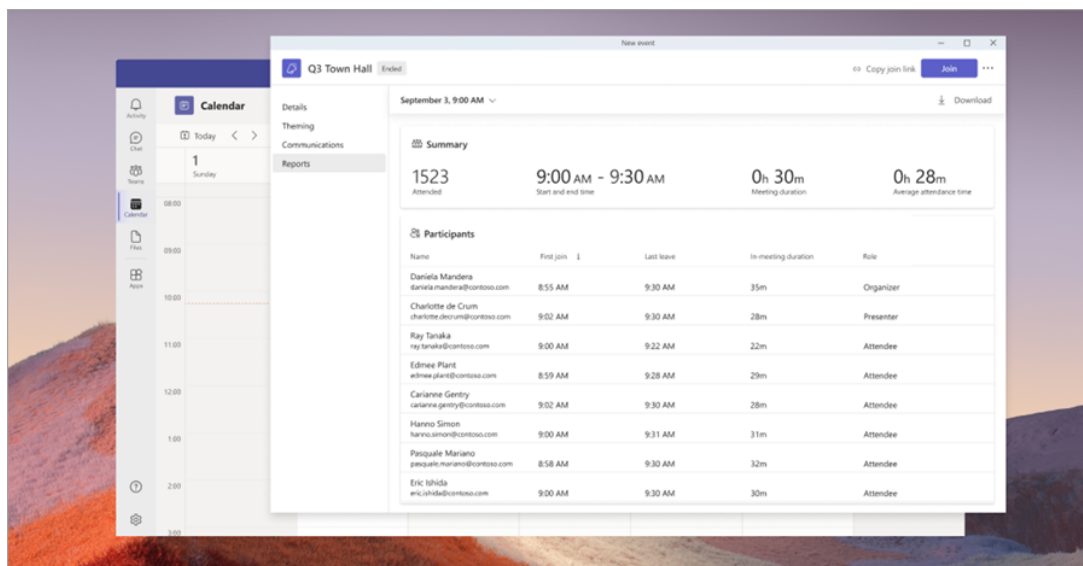 New event
Q3 Town Hall Ended
Copy join link Join
Calendar
Activity
Chat
Teams
Calendar
Files
Apps
Today
1
Sunday
08:00
09:00
10:00
11:00
12:00
1:00
2:00
3:00
Details
Theming
Communications
Reports
September 3, 9:00 AM
Download
Summary
1523 9:00 AM - 9:30 AM 0h 30m 0h 28m
Attended Start and end time Meeting duration Average attendance time
Participants
Name First join Last leave In-meeting duration Role
Daniela Mandera
daniela.mandera@contoso.com 8:55 AM 9:30 AM 35m Organizer
Charlotte de Crum
charlotte.decrum@contoso.com 9:02 AM 9:30 AM 28m Presenter
Ray Tanaka
ray.tanaka@contoso.com 9:00 AM 9:22 AM 22m Attendee
Edmee Plant
edmee.plant@contoso.com 8:59 AM 9:28 AM 29m Attendee
Carianne Gentry
carianne.gentry@contoso.com 9:02 AM 9:30 AM 28m Attendee
Hanno Simon
hanno.simon@contoso.com 9:00 AM 9:31 AM 31m Attendee
Pasquale Mariano
pasquale.mariano@contoso.com 8:58 AM 9:30 AM 32m Attendee
Eric Ishida
eric.ishida@contoso.com 9:00 AM 9:30 AM 30m Attendee